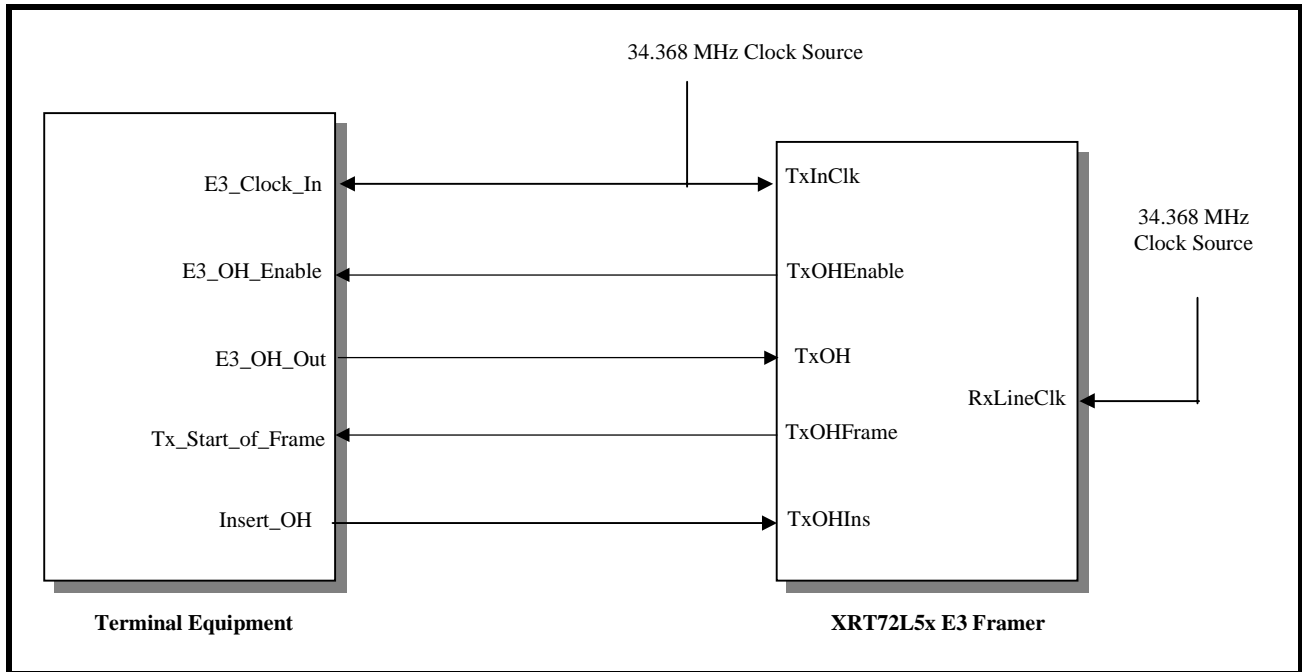 34.368 MHz Clock Source
E3_Clock_In
TxInClk
34.368 MHz
Clock Source
E3_OH_Enable
TxOHEnable
E3_OH_Out
TxOH
RxLineClk
Tx_Start_of_Frame
TxOHFrame
Insert_OH
TxOHIns
Terminal Equipment
XRT72L5x E3 Framer